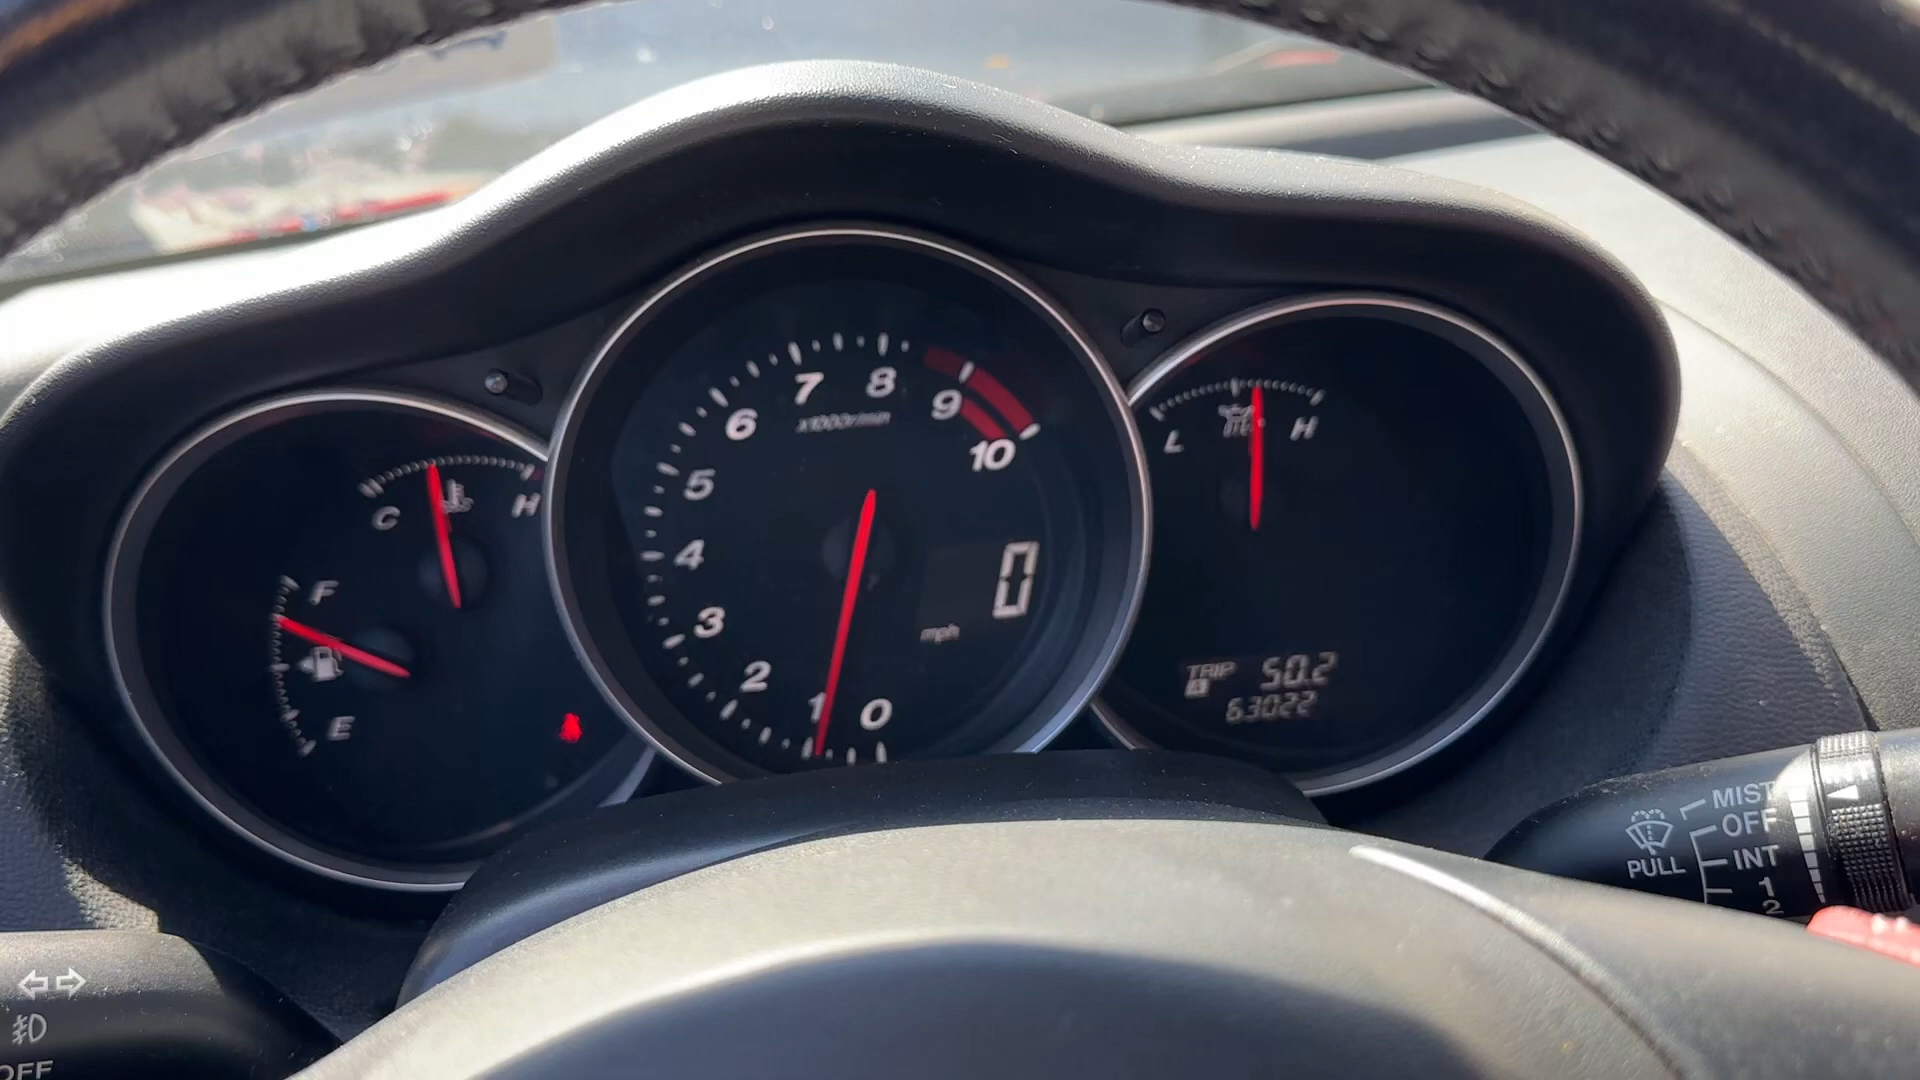 7
8
x1000r/min
6
9
5
10
4
3
2
1
0
0
mph
C
H
F
E
L
H
TRIP A 50.2
63022
MIST
OFF
INT
1
2
PULL
OFF